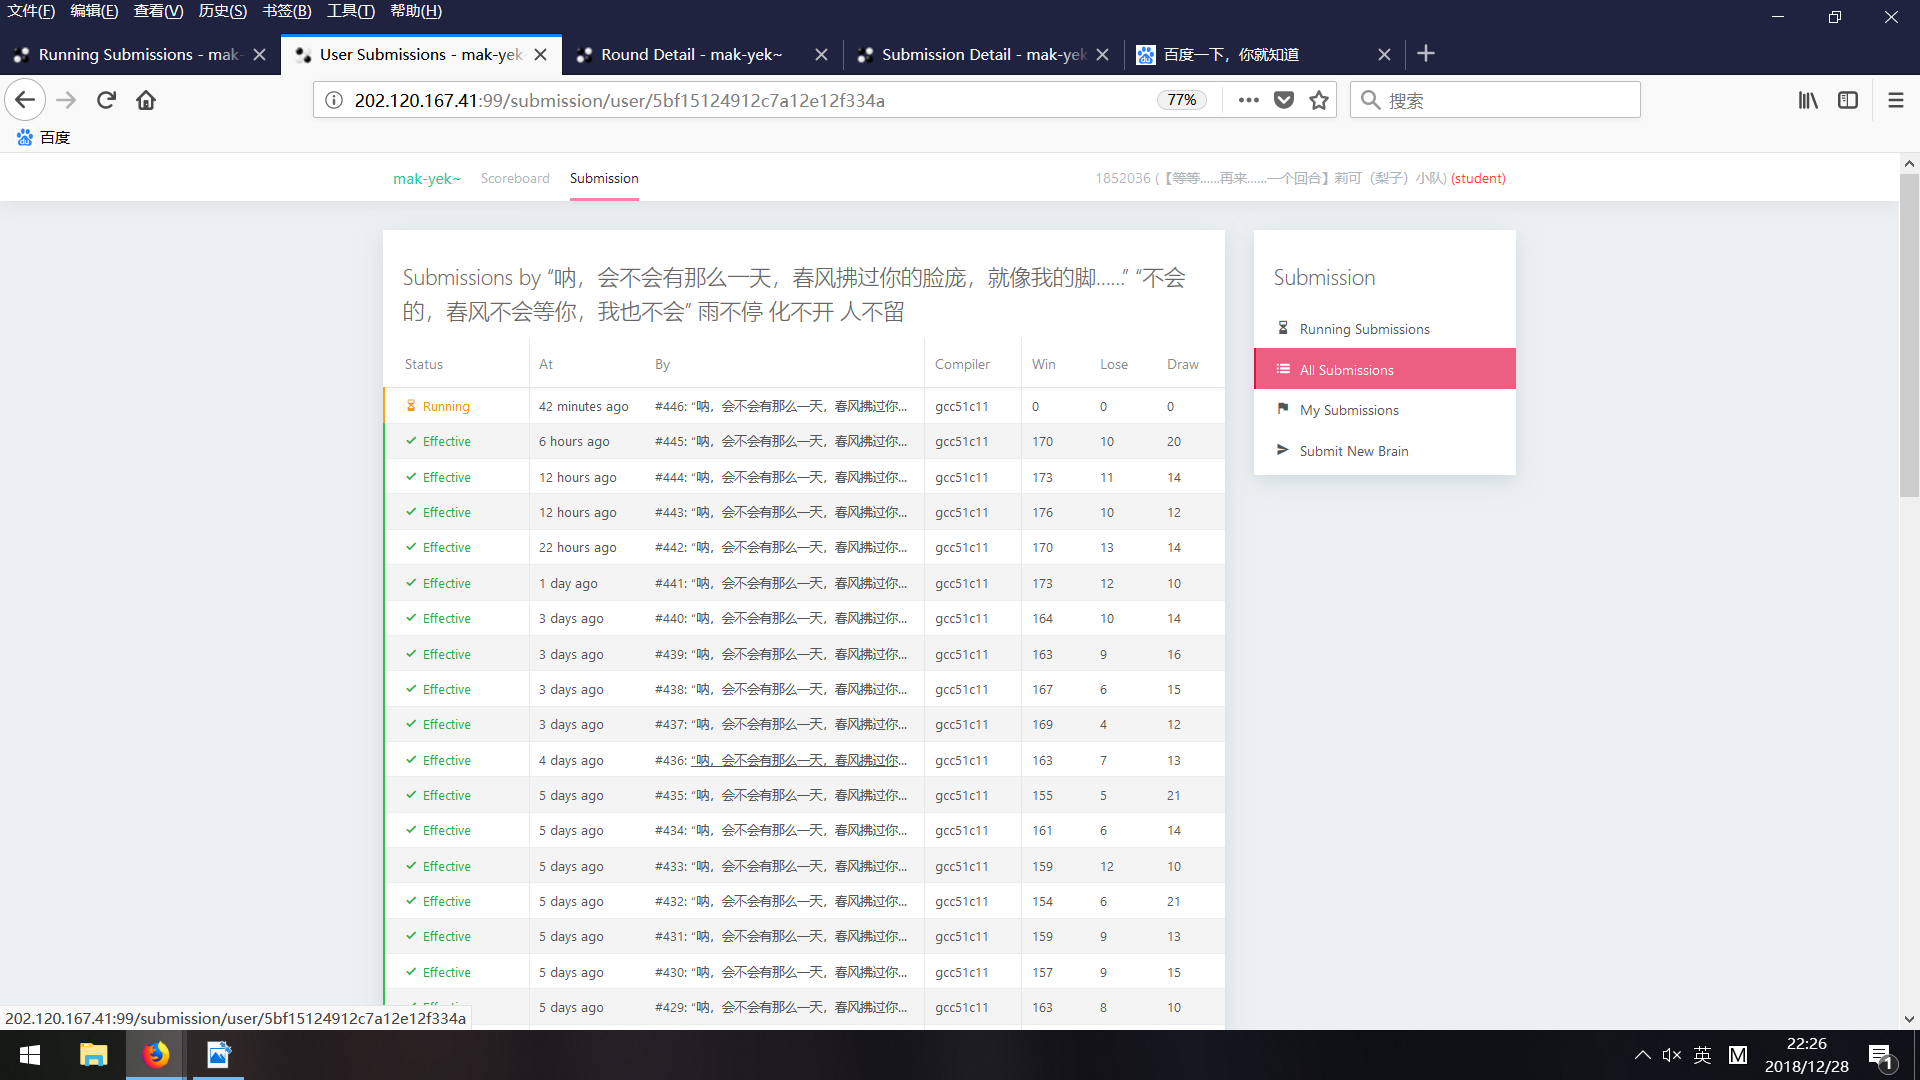 文件(F) 编辑(E) 查看(V) 历史(S) 书签(B) 工具(T) 帮助(H)
Running Submissions - mak- User Submissions - mak-yek Round Detail - mak-yek~ Submission Detail - mak-yek 百度一下，你就知道
202.120.167.41:99/submission/user/5bf15124912c7a12e12f334a 77% 搜索
百度
mak-yek~ Scoreboard Submission 1852036 (【等等......再来......一个回合】莉可（梨子）小队) (student)
Submissions by “呐，会不会有那么一天，春风拂过你的脸庞，就像我的脚......” “不会
的，春风不会等你，我也不会” 雨不停 化不开 人不留
Status At By Compiler Win Lose Draw
Running 42 minutes ago #446: “呐，会不会有那么一天，春风拂过你... gcc51c11 0 0 0
Effective 6 hours ago #445: “呐，会不会有那么一天，春风拂过你... gcc51c11 170 10 20
Effective 12 hours ago #444: “呐，会不会有那么一天，春风拂过你... gcc51c11 173 11 14
Effective 12 hours ago #443: “呐，会不会有那么一天，春风拂过你... gcc51c11 176 10 12
Effective 22 hours ago #442: “呐，会不会有那么一天，春风拂过你... gcc51c11 170 13 14
Effective 1 day ago #441: “呐，会不会有那么一天，春风拂过你... gcc51c11 173 12 10
Effective 3 days ago #440: “呐，会不会有那么一天，春风拂过你... gcc51c11 164 10 14
Effective 3 days ago #439: “呐，会不会有那么一天，春风拂过你... gcc51c11 163 9 16
Effective 3 days ago #438: “呐，会不会有那么一天，春风拂过你... gcc51c11 167 6 15
Effective 3 days ago #437: “呐，会不会有那么一天，春风拂过你... gcc51c11 169 4 12
Effective 4 days ago #436: “呐，会不会有那么一天，春风拂过你... gcc51c11 163 7 13
Effective 5 days ago #435: “呐，会不会有那么一天，春风拂过你... gcc51c11 155 5 21
Effective 5 days ago #434: “呐，会不会有那么一天，春风拂过你... gcc51c11 161 6 14
Effective 5 days ago #433: “呐，会不会有那么一天，春风拂过你... gcc51c11 159 12 10
Effective 5 days ago #432: “呐，会不会有那么一天，春风拂过你... gcc51c11 154 6 21
Effective 5 days ago #431: “呐，会不会有那么一天，春风拂过你... gcc51c11 159 9 13
Effective 5 days ago #430: “呐，会不会有那么一天，春风拂过你... gcc51c11 157 9 15
5 days ago #429: “呐，会不会有那么一天，春风拂过你... gcc51c11 163 8 10
Submission
Running Submissions
All Submissions
My Submissions
Submit New Brain
202.120.167.41:99/submission/user/5bf15124912c7a12e12f334a
英 M 22:26
2018/12/28 1